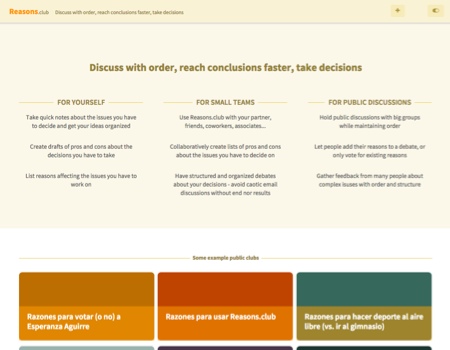 Reasons.club Discuss with order, reach conclusions faster, take decisions
Discuss with order, reach conclusions faster, take decisions
FOR YOURSELF
Take quick notes about the issues you have
to decide and get your ideas organized
Create drafts of pros and cons about the
decisions you have to take
List reasons affecting the issues you have to
work on
FOR SMALL TEAMS
Use Reasons.club with your partner,
friends, coworkers, associates...
Collaboratively create lists of pros and cons
about the issues you have to decide on
Have structured and organized debates
about your decisions - avoid caotic email
discussions without end nor results
FOR PUBLIC DISCUSSIONS
Hold public discussions with big groups
while maintaining order
Let people add their reasons to a debate, or
only vote for existing reasons
Gather feedback from many people about
complex isuses with order and structure
Some example public clubs
Razones para votar (o no) a
Esperanza Aguirre
Razones para usar Reasons.club
Razones para hacer deporte al aire
libre (vs. ir al gimnasio)